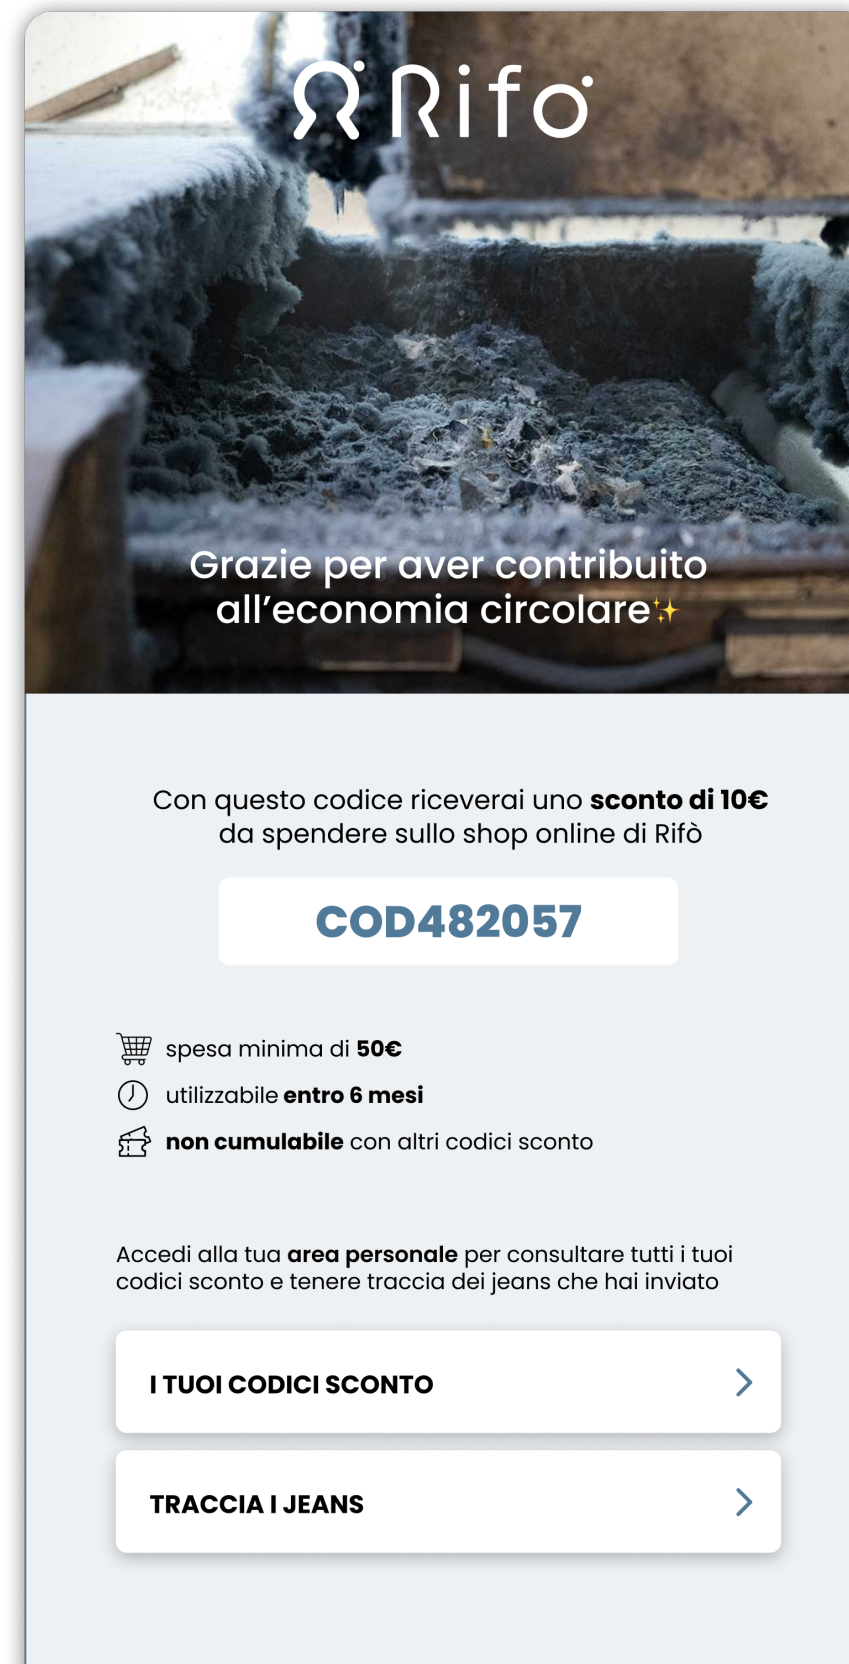 Rifò
Grazie per aver contribuito
all’economia circolare✨
Con questo codice riceverai uno sconto di 10€
da spendere sullo shop online di Rifò
COD482057
spesa minima di 50€
utilizzabile entro 6 mesi
non cumulabile con altri codici sconto
Accedi alla tua area personale per consultare tutti i tuoi
codici sconto e tenere traccia dei jeans che hai inviato
I TUOI CODICI SCONTO
TRACCIA I JEANS